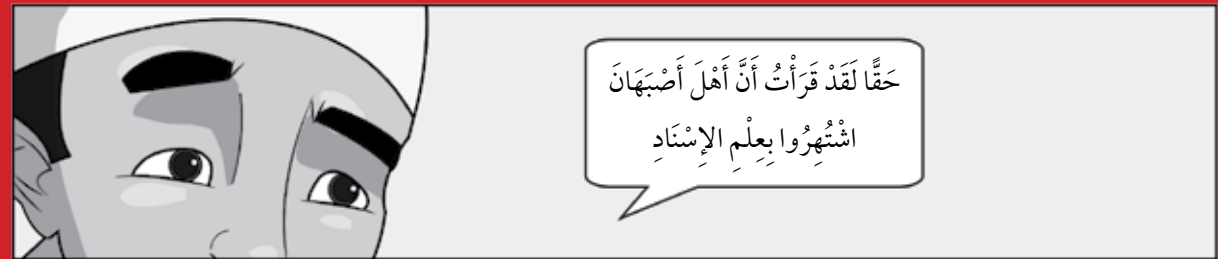 حَقًّا لَقَدْ قَرَأْتُ أَنَّ أَهْلَ أَصْبَهَانَ
اشْتُهِرُوا بِعِلْمِ الإِسْنَادِ